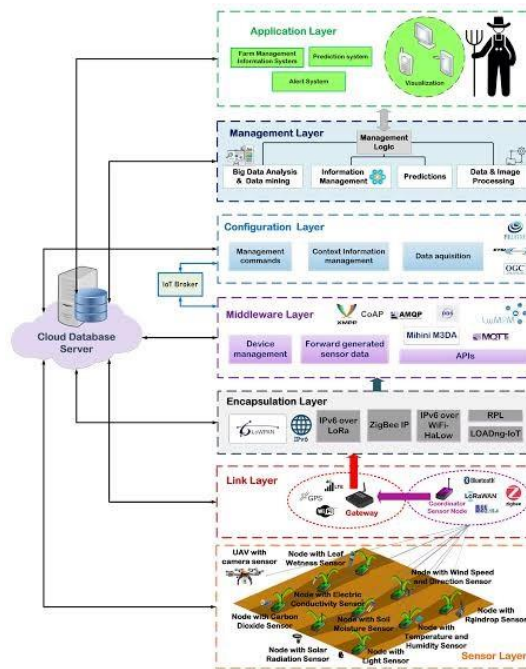 Application Layer
Farm Management
Information System
Prediction system
Alert System
Visualization
Management Layer
Management
Logic
Big Data Analysis
& Data mining
Information
Management
Predictions
Data & Image
Processing
Configuration Layer
Management
commands
Context Information
management
Data aquisition
OGC
IoT Broker
Cloud Database
Server
Middleware Layer
XMPP
CoAP
AMQP
DDS
LwM2M
Mihini M3DA
MQTT
Device
management
Forward generated
sensor data
APIs
Encapsulation Layer
6LoWPAN
IPv6
IPv6 over
LoRa
ZigBee IP
IPv6 over
WiFi-
HaLow
RPL
LOADng-IoT
Link Layer
GPS
LTE
WiFi
Gateway
Coordinator
Sensor Node
Bluetooth
LoRaWAN
ZigBee
UAV with
camera sensor
Node with Leaf
Wetness Sensor
Node with Wind Speed
and Direction Sensor
Node with Electric
Conductivity Sensor
Node with Carbon
Dioxide Sensor
Node with Soil
Moisture Sensor
Node with
Raindrop Sensor
Node with
Temperature and
Humidity Sensor
Node with Solar
Radiation Sensor
Node with
Light Sensor
Sensor Layer